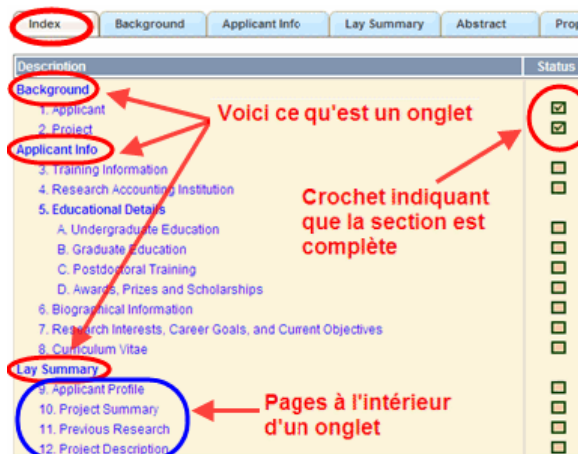 Index Background Applicant Info Lay Summary Abstract
Description Status
Background
1. Applicant
2. Project
Voici ce qu'est un onglet
Applicant Info
3. Training Information
4. Research Accounting Institution
5. Educational Details
A. Undergraduate Education
B. Graduate Education
C. Postdoctoral Training
D. Awards, Prizes and Scholarships
Crochet indiquant
que la section est
complète
6. Biographical Information
7. Research Interests, Career Goals, and Current Objectives
8. Curriculum Vitae
Lay Summary
9. Applicant Profile
10. Project Summary
11. Previous Research
12. Project Description
Pages à l'intérieur
d'un onglet